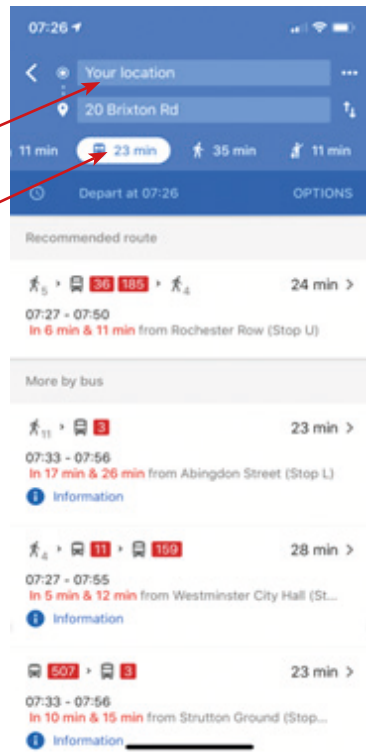 07:26
Your location
20 Brixton Rd
11 min 23 min 35 min 11 min
Depart at 07:26 OPTIONS
Recommended route
5 36 185 4 24 min
07:27 - 07:50
In 6 min & 11 min from Rochester Row (Stop U)
More by bus
11 3 23 min
07:33 - 07:56
In 17 min & 26 min from Abingdon Street (Stop L)
Information
4 11 159 28 min
07:27 - 07:55
In 5 min & 12 min from Westminster City Hall (St...
Information
507 3 23 min
07:33 - 07:56
In 10 min & 15 min from Strutton Ground (Stop...
Information